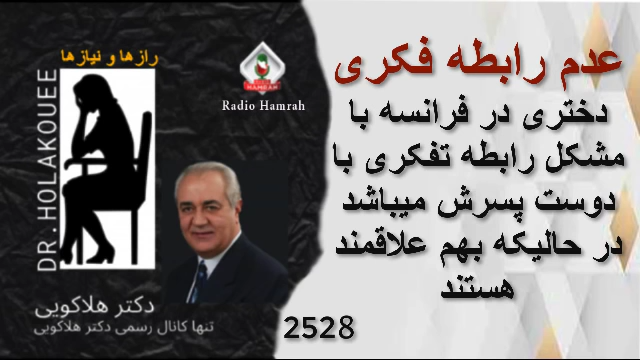 رازها و نیازها
HAMRAH
Radio Hamrah
DR.HOLAKOUEE
دکتر هلاکویی
تنها کانال رسمی دکتر هلاکویی
عدم رابطه فکری
دختری در فرانسه با
مشکل رابطه تفکری با
دوست پسرش میباشد
در حالیکه بهم علاقمند
هستند
2528